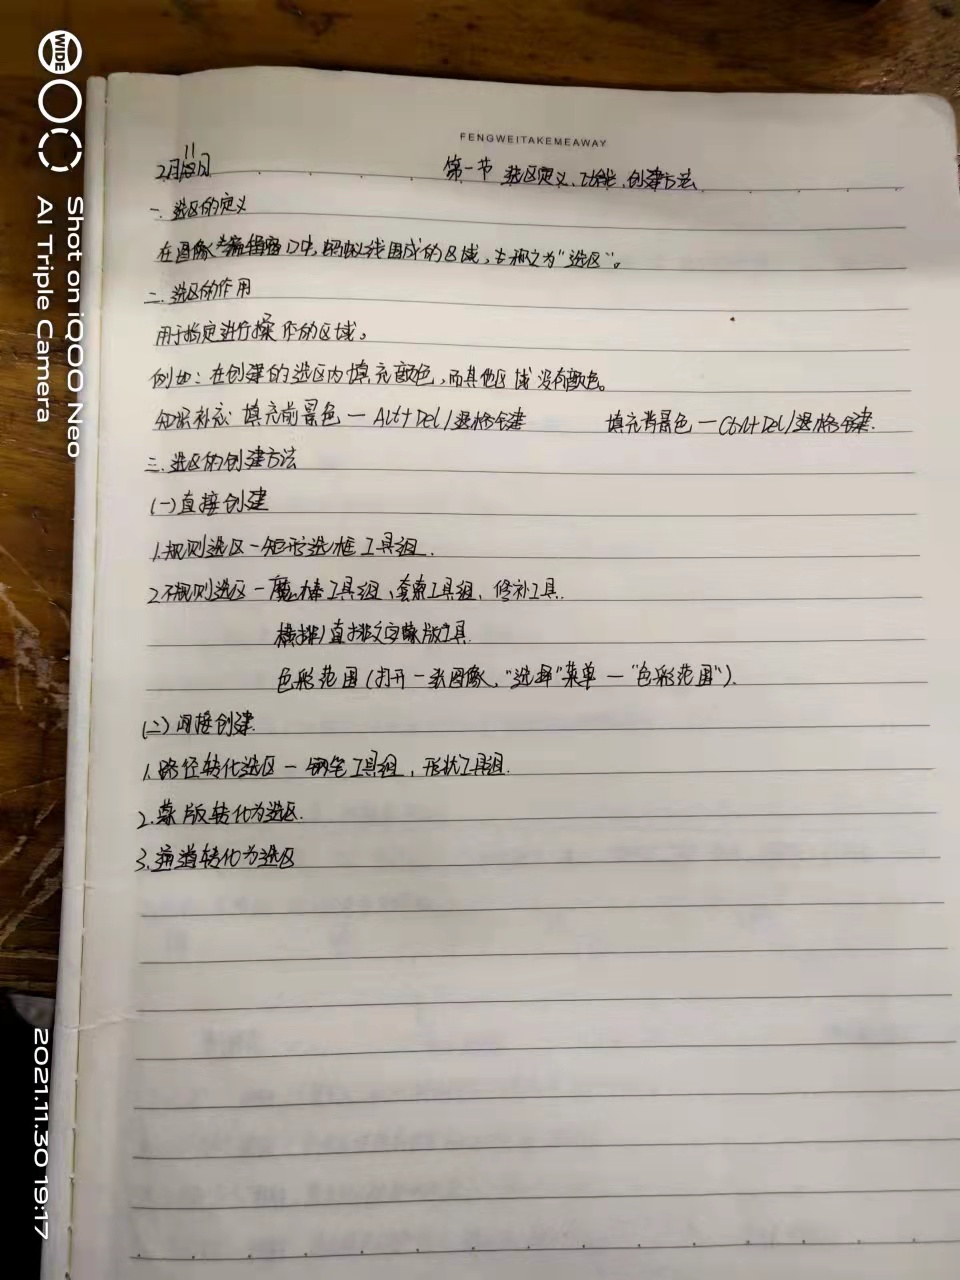 FENGWEITAKEMEAWAY
2月11日 第一节 选区定义、功能、创建方法
一、选区的定义
在图像编辑窗口中,蚂蚁线围成的区域,称之为“选区”。
二、选区的作用
用于指定进行操作的区域。
例如:在创建的选区内填充颜色,而其他区域没有颜色。
知识补充:填充前景色—Alt+Del/退格键 填充背景色—Ctrl+Del/退格键.
三、选区的创建方法
(一)直接创建
1.规则选区-矩形选框工具组.
2.不规则选区-魔棒工具组、套索工具组、修补工具.
横排/直排文字蒙版工具.
色彩范围(打开一张图像,“选择”菜单—“色彩范围”).
(二)间接创建.
1.路径转化选区-钢笔工具组,形状工具组.
2.蒙版转化为选区.
3.通道转化为选区
WIDE
Shot on iQOO Neo
AI Triple Camera
2021.11.30 19:17